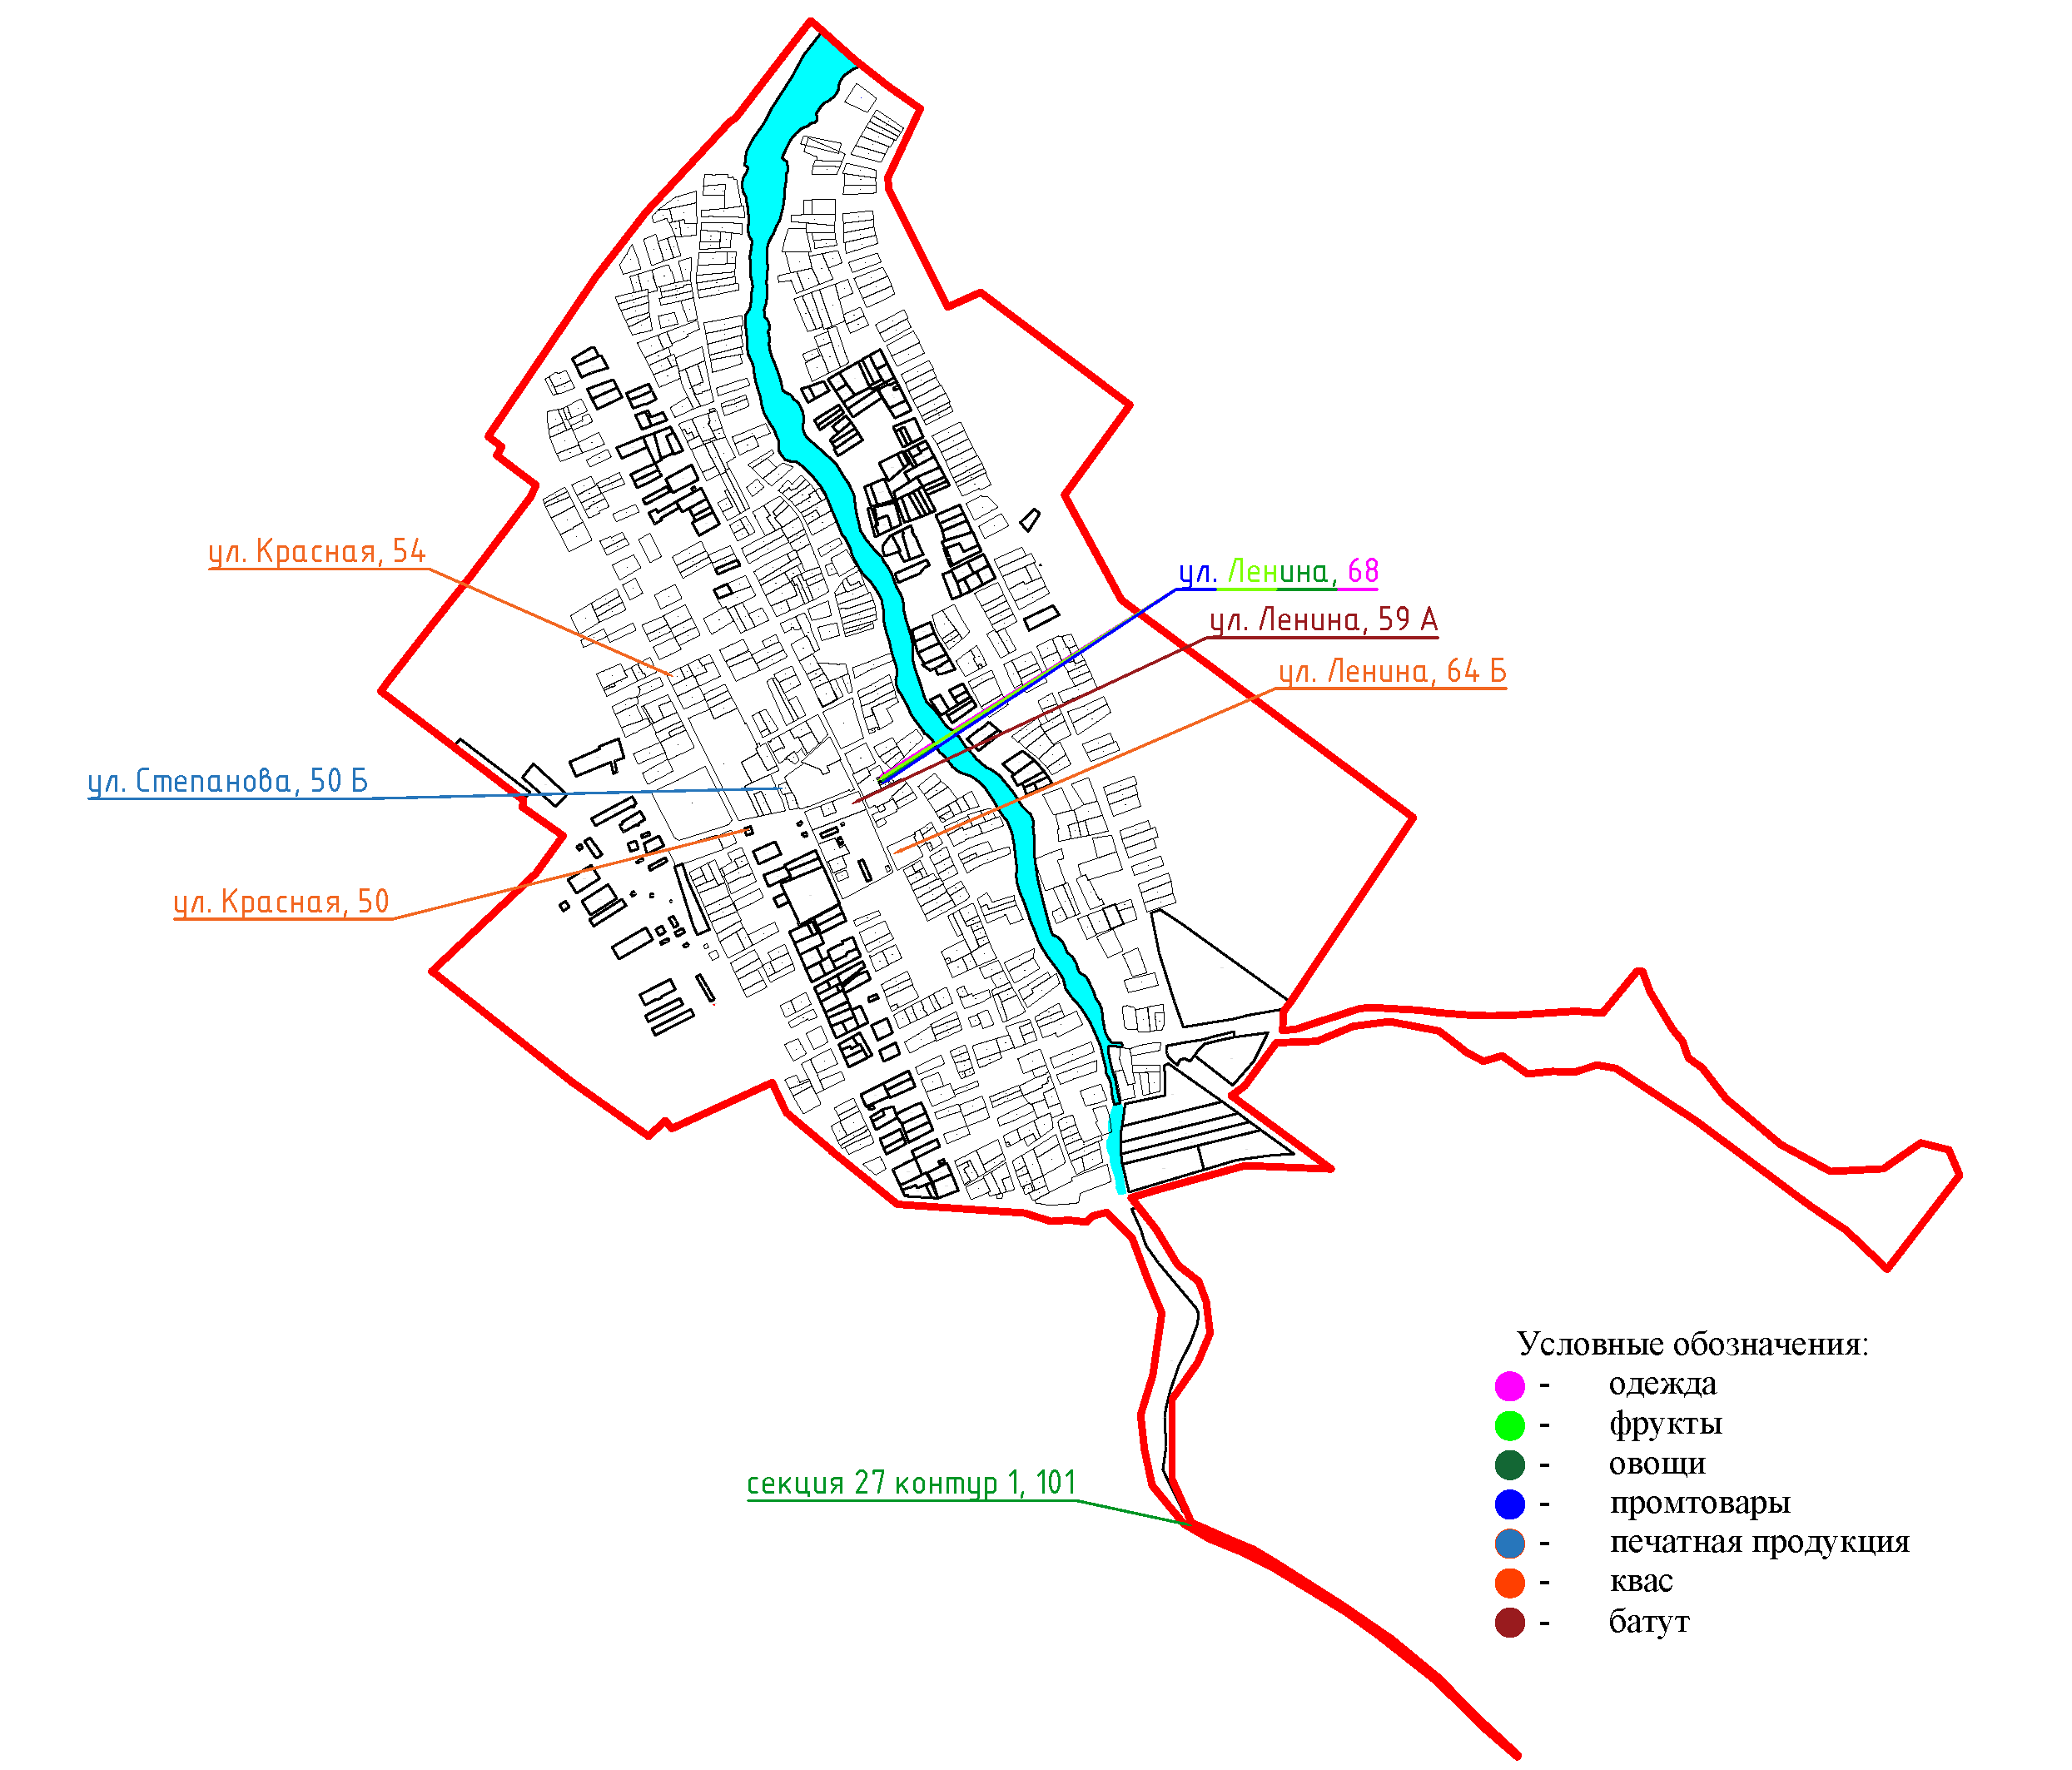 ул. Красная, 54
ул. Ленина, 68
ул. Ленина, 59 А
ул. Ленина, 64 Б
ул. Степанова, 50 Б
ул. Красная, 50
секция 27 контур 1, 101
Условные обозначения:
- одежда
- фрукты
- овощи
- промтовары
- печатная продукция
- квас
- батут